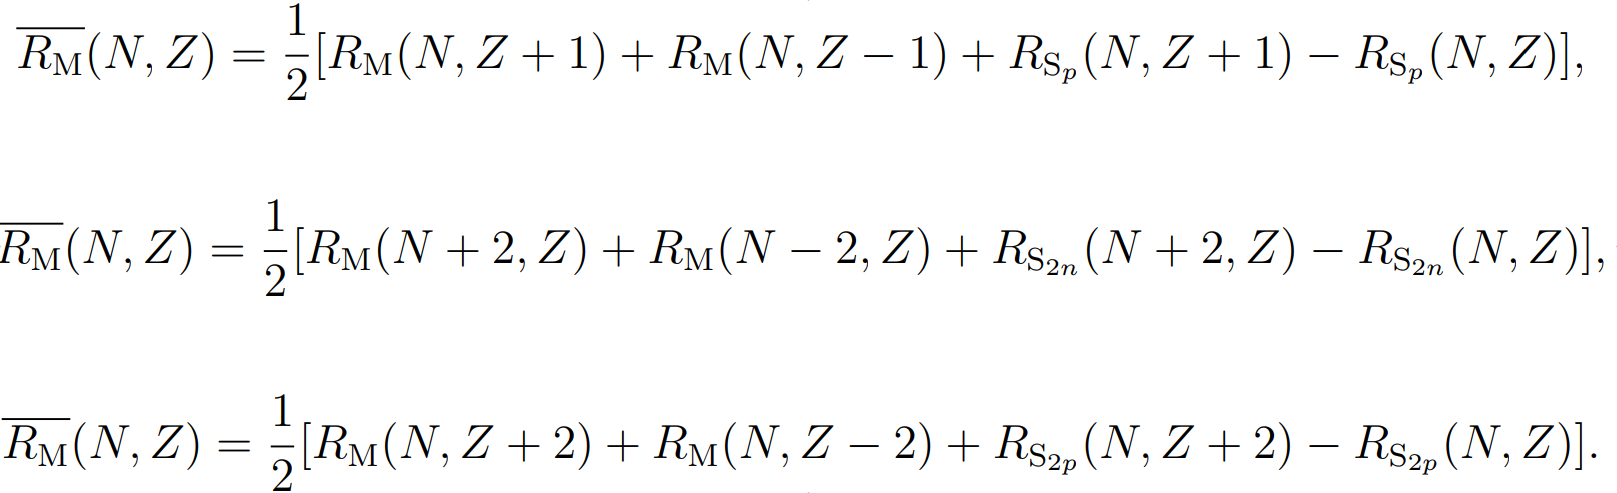 $\overline{R_{\mathrm{M}}}(N, Z) = \frac{1}{2}[R_{\mathrm{M}}(N, Z + 1) + R_{\mathrm{M}}(N, Z - 1) + R_{\mathrm{S}_p}(N, Z + 1) - R_{\mathrm{S}_p}(N, Z)],$
$\overline{R_{\mathrm{M}}}(N, Z) = \frac{1}{2}[R_{\mathrm{M}}(N + 2, Z) + R_{\mathrm{M}}(N - 2, Z) + R_{\mathrm{S}_{2n}}(N + 2, Z) - R_{\mathrm{S}_{2n}}(N, Z)],$
$\overline{R_{\mathrm{M}}}(N, Z) = \frac{1}{2}[R_{\mathrm{M}}(N, Z + 2) + R_{\mathrm{M}}(N, Z - 2) + R_{\mathrm{S}_{2p}}(N, Z + 2) - R_{\mathrm{S}_{2p}}(N, Z)].$